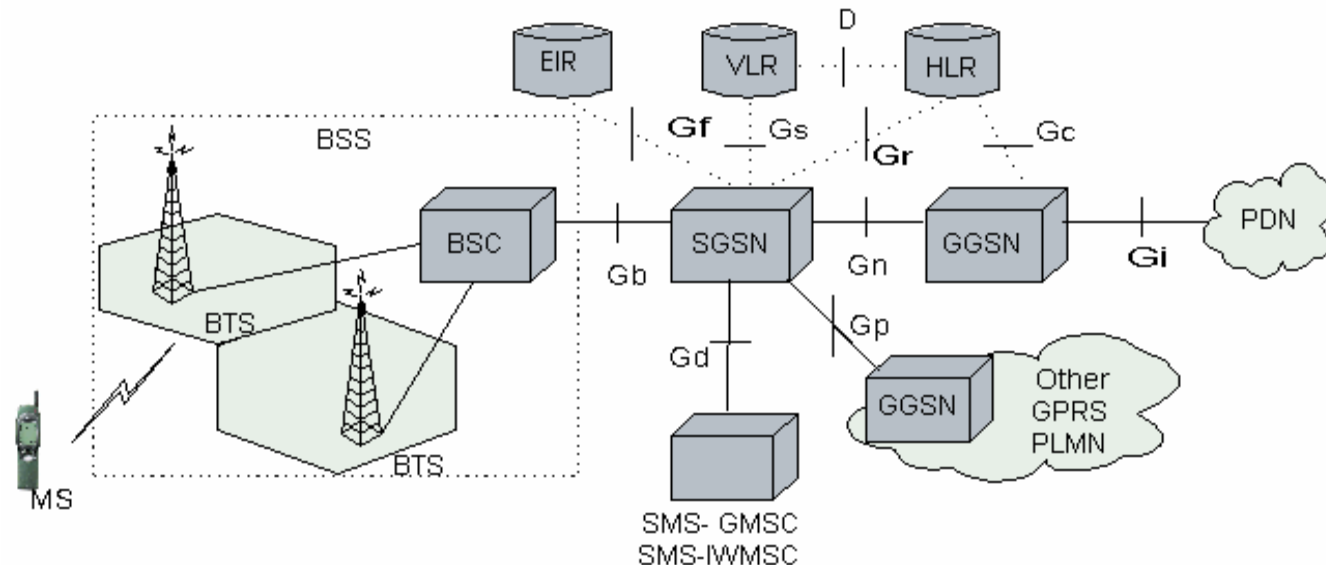 D
EIR
VLR
HLR
BSS
Gf
Gs
Gr
Gc
BSC
SGSN
GGSN
PDN
Gb
Gn
Gi
BTS
Gd
Gp
GGSN
Other
GPRS
PLMN
BTS
MS
SMS- GMSC
SMS-IWMSC